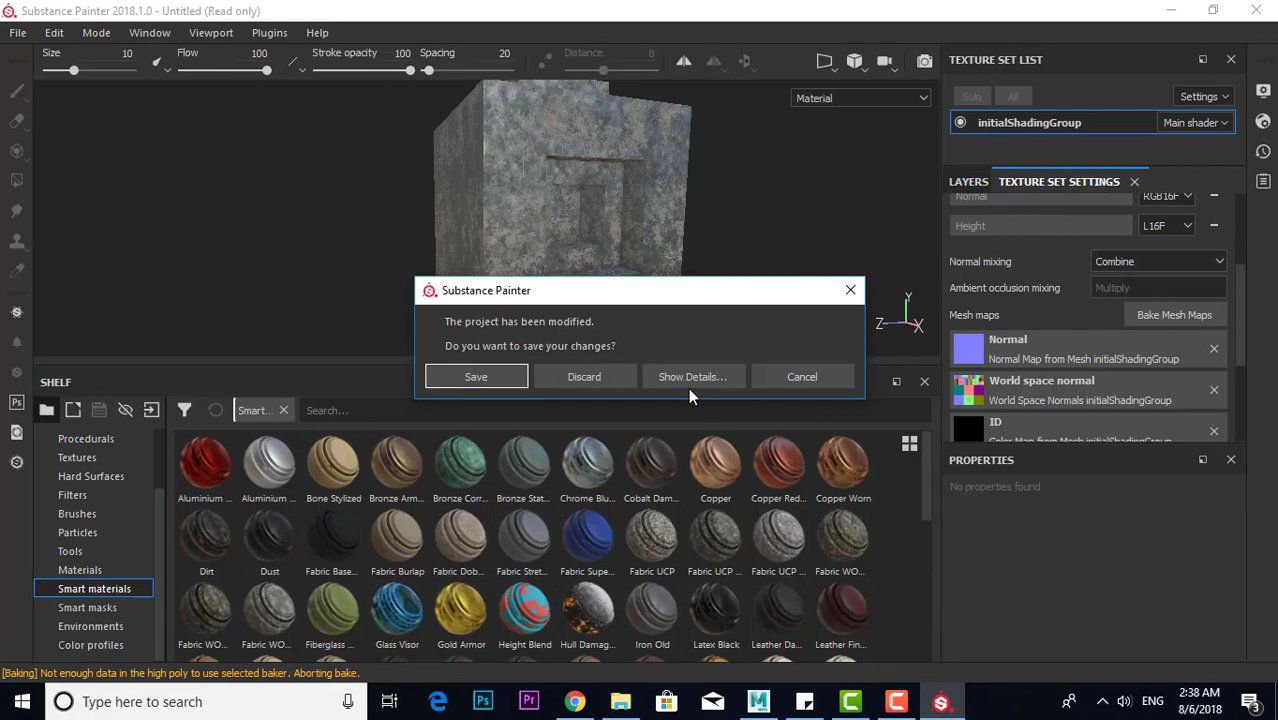 Substance Painter 2018.1.0 - Untitled (Read only)
File Edit Mode Window Viewport Plugins Help
Size 10 Flow 100 Stroke opacity 100 Spacing 20 Distance 8
Material
TEXTURE SET LIST
Solo All Settings
initialShadingGroup Main shader
LAYERS TEXTURE SET SETTINGS
Normal RGB16F
Height L16F
Normal mixing Combine
Ambient occlusion mixing Multiply
Mesh maps Bake Mesh Maps
Normal
Normal Map from Mesh initialShadingGroup
World space normal
World Space Normals initialShadingGroup
ID
Color Map from Mesh initialShadingGroup
PROPERTIES
No properties found
Y
Z X
Substance Painter
The project has been modified.
Do you want to save your changes?
Save Discard Show Details... Cancel
SHELF
Smart... Search...
Procedurals
Textures
Hard Surfaces
Filters
Brushes
Particles
Tools
Materials
Smart materials
Smart masks
Environments
Color profiles
Aluminium ... Aluminium ... Bone Stylized Bronze Arm... Bronze Corr... Bronze Stat... Chrome Blu... Cobalt Dam... Copper Copper Red... Copper Worn
Dirt Dust Fabric Base... Fabric Burlap Fabric Dob... Fabric Stret... Fabric Supe... Fabric UCP Fabric UCP ... Fabric UCP ... Fabric WO...
Fabric WO... Fabric WO... Fiberglass ... Glass Visor Gold Armor Height Blend Hull Damag... Iron Old Latex Black Leather Da... Leather Fin...
[Baking] Not enough data in the high poly to use selected baker. Aborting bake.
Type here to search
Ps Pr M C C
ENG
2:38 AM
8/6/2018
3